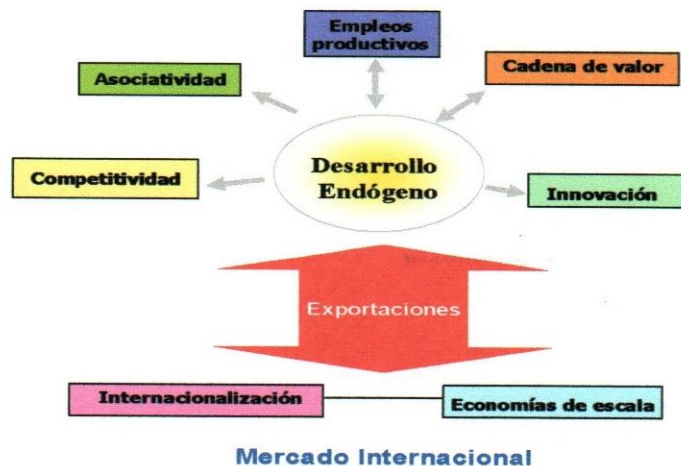 Empleos
productivos
Asociatividad
Cadena de valor
Desarrollo
Endógeno
Competitividad
Innovación
Exportaciones
Internacionalización
Economías de escala
Mercado Internacional